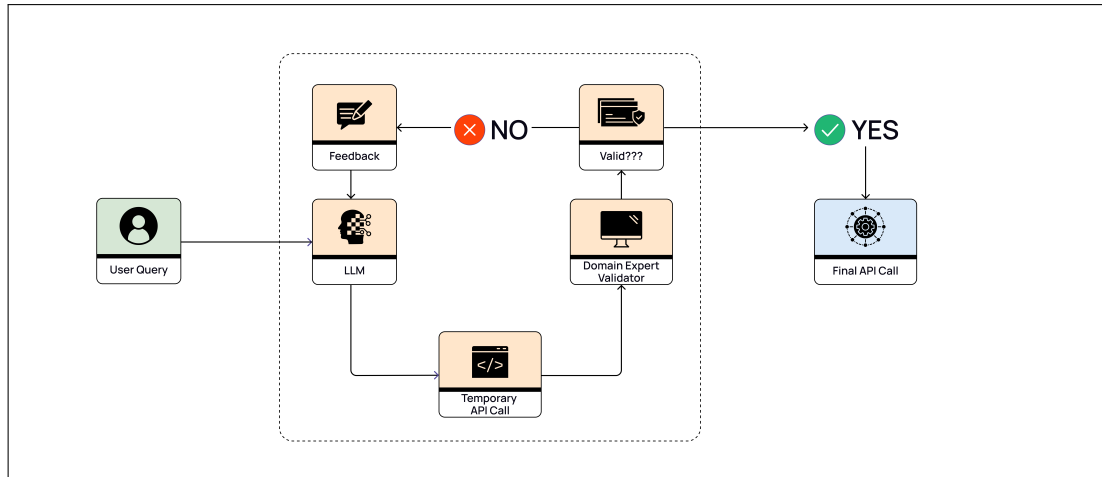 NO
YES
Feedback
Valid???
User Query
LLM
Domain Expert
Validator
Final API Call
</>
Temporary
API Call